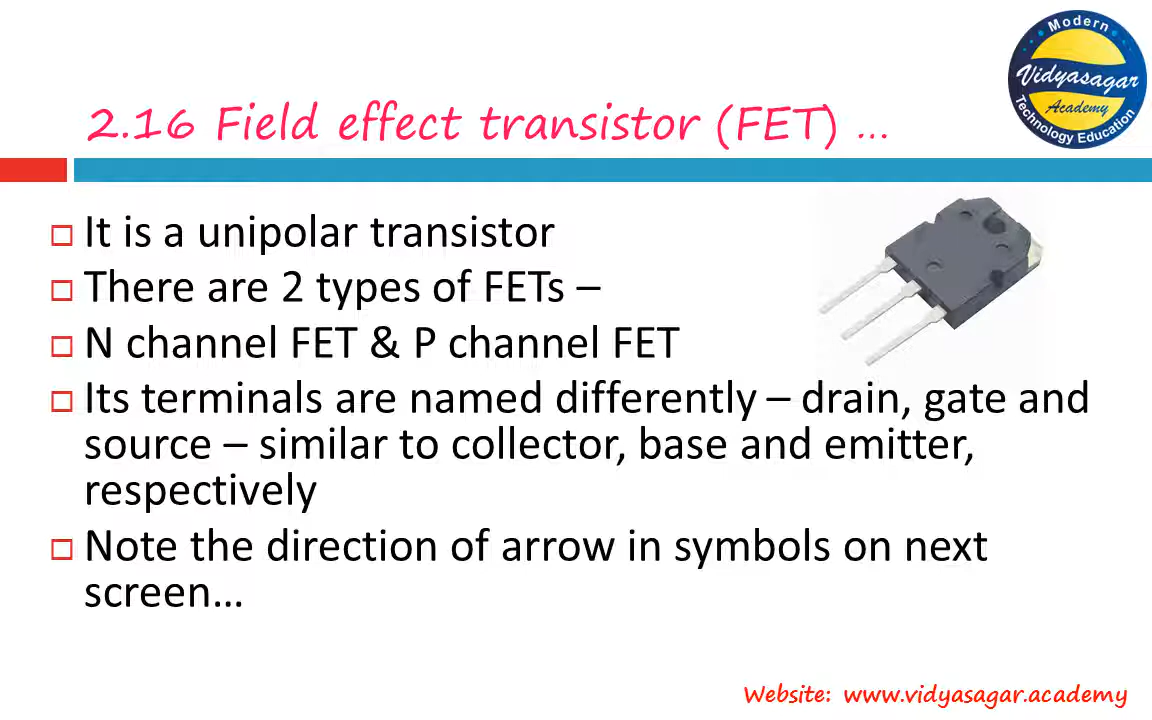 Modern
Vidyasagar
Academy
Technology Education
2.16 Field effect transistor (FET) ...
It is a unipolar transistor
There are 2 types of FETs –
N channel FET & P channel FET
Its terminals are named differently – drain, gate and
source – similar to collector, base and emitter,
respectively
Note the direction of arrow in symbols on next
screen...
Website: www.vidyasagar.academy